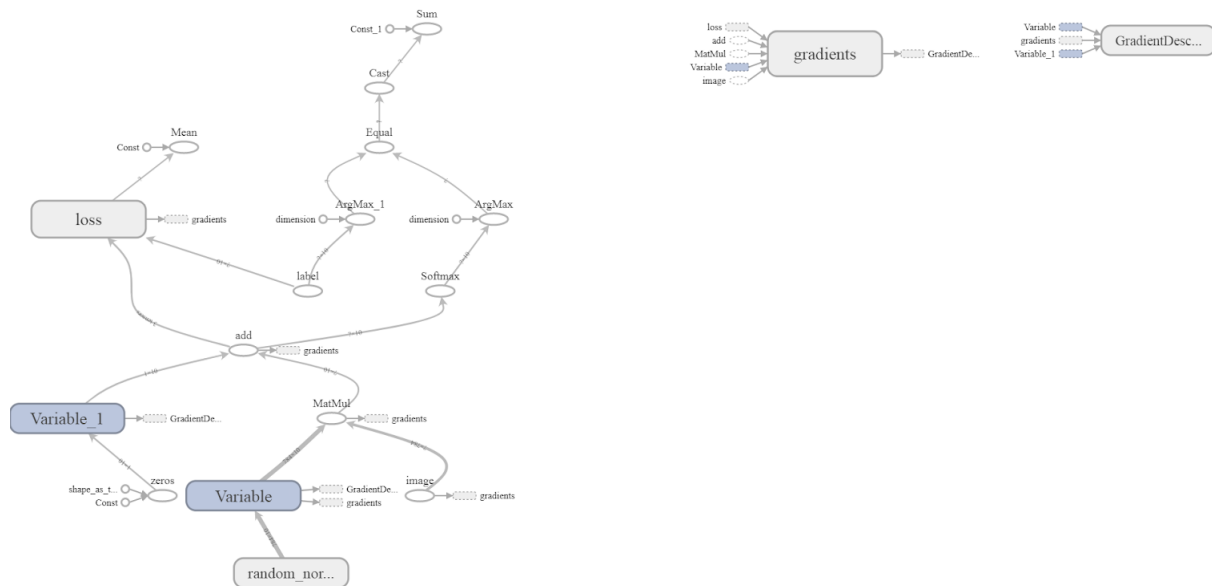 Sum
Const_1
Cast
Equal
Mean
Const
loss
gradients
ArgMax_1
dimension
ArgMax
dimension
label
Softmax
add
gradients
Variable_1
GradientDe...
MatMul
gradients
zeros
shape_as_t...
Const
Variable
GradientDe...
gradients
image
gradients
random_nor...
loss
add
MatMul
Variable
image
gradients
GradientDe...
Variable
gradients
Variable_1
GradientDesc...